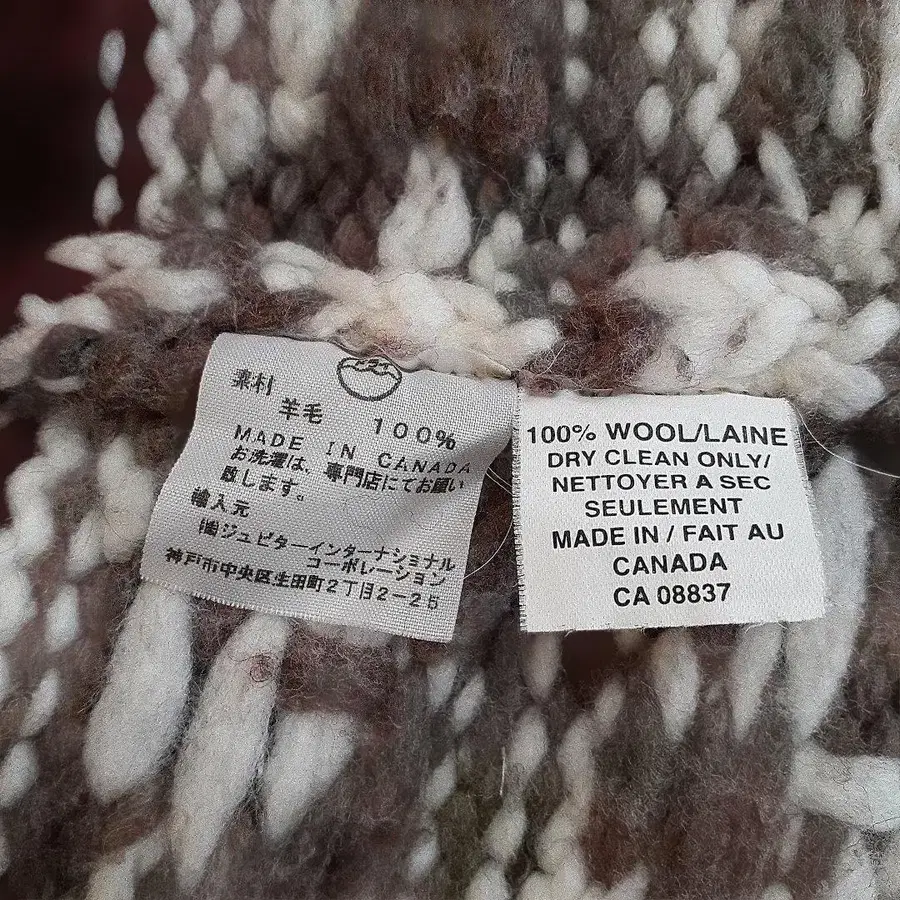 素材
羊毛 100%
MADE IN CANADA
お洗濯は、専門店にてお願い
致します。
輸入元
㈱ジュピターインターナショナル
コーポレーション
神戸市中央区生田町2丁目2-25
100% WOOL/LAINE
DRY CLEAN ONLY/
NETTOYER A SEC
SEULEMENT
MADE IN / FAIT AU
CANADA
CA 08837